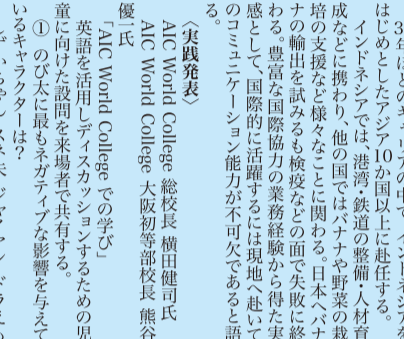 3年ほどのキャリアの中で、インドネシアを
はじめとしたアジア10か国以上に赴任する。
インドネシアでは、港湾・鉄道の整備・人材育
成などに携わり、他の国ではバナナや野菜の栽
培の支援など様々なことに関わる。日本へバナ
ナの輸出を試みるも検疫などの面で失敗に終
わる。豊富な国際協力の業務経験から得た実
感として、国際的に活躍するには現地へ赴いて
のコミュニケーション能力が不可欠であると語
る。
〈実践発表〉
AIC World College 総校長 横田健司氏
AIC World College 大阪初等部校長 熊谷
優一氏
「AIC World College での学び」
英語を活用しディスカッションするための児
童に向けた設問を来場者で共有する。
① のび太に最もネガティブな影響を与えて
いるキャラクターは？